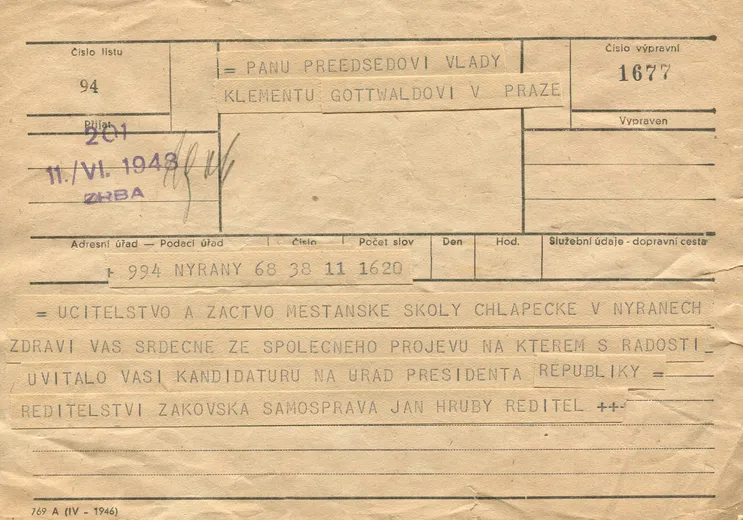 Číslo listu
94
= PANU PREEDSEDOVI VLADY
KLEMENTU GOTTWALDOVI V PRAZE
Číslo výpravní
1677
Přijat
201
11./VI. 1948
ZRBA
Vypraven
Adresní úřad — Podací úřad
Číslo
Počet slov
Den
Hod.
Služební údaje - dopravní cesta
+ 994 NYRANY 68 38 11 1620
= UCITELSTVO A ZACTVO MESTANSKE SKOLY CHLAPECKE V NYRANECH
ZDRAVI VAS SRDECNE ZE SPOLECNEHO PROJEVU NA KTEREM S RADOSTI
UVITALO VASI KANDIDATURU NA URAD PRESIDENTA REPUBLIKY =
REDITELSTVI ZAKOVSKA SAMOSPRAVA JAN HRUBY REDITEL +++
769 A (IV - 1946)